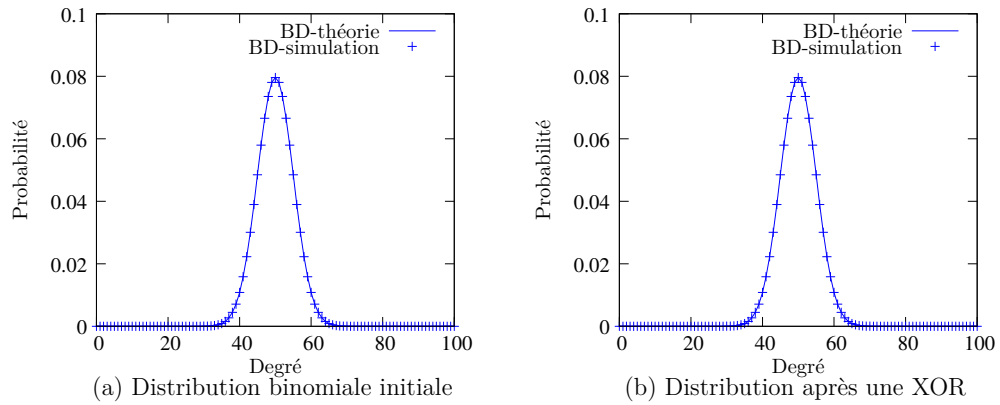 0.1
0.08
0.06
0.04
0.02
0
Probabilité
BD-théorie
BD-simulation
0 20 40 60 80 100
Degré
(a) Distribution binomiale initiale
0.1
0.08
0.06
0.04
0.02
0
Probabilité
BD-théorie
BD-simulation
0 20 40 60 80 100
Degré
(b) Distribution après une XOR